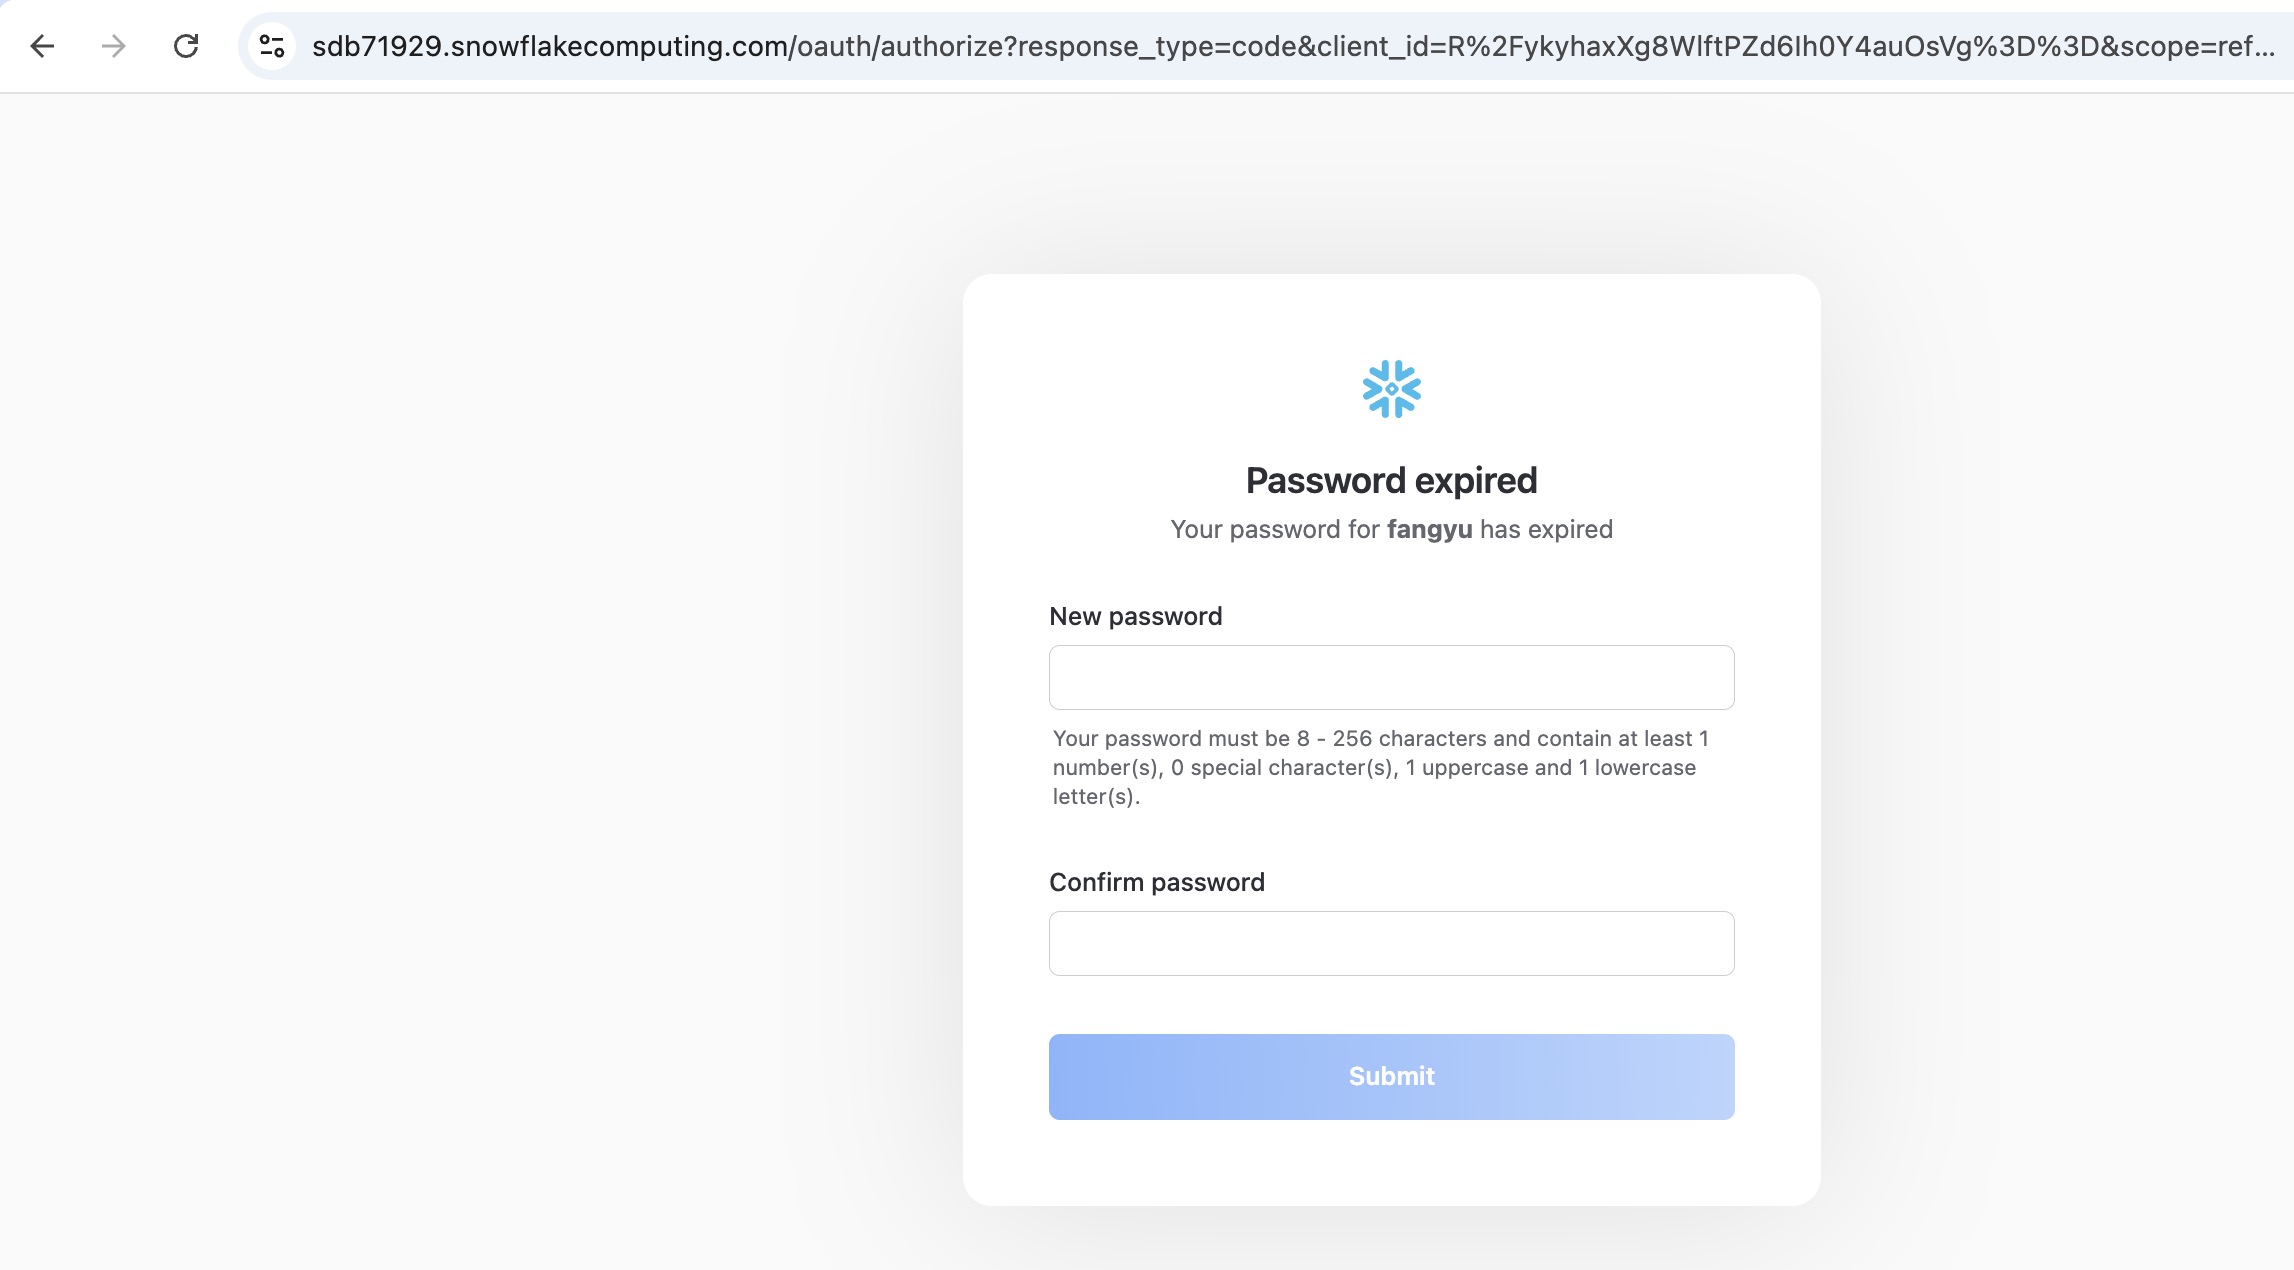 sdb71929.snowflakecomputing.com/oauth/authorize?response_type=code&client_id=R%2FykyhaxXg8WlftPZd6Ih0Y4auOsVg%3D%3D&scope=ref...
Password expired
Your password for fangyu has expired
New password
Your password must be 8 - 256 characters and contain at least 1
number(s), 0 special character(s), 1 uppercase and 1 lowercase
letter(s).
Confirm password
Submit